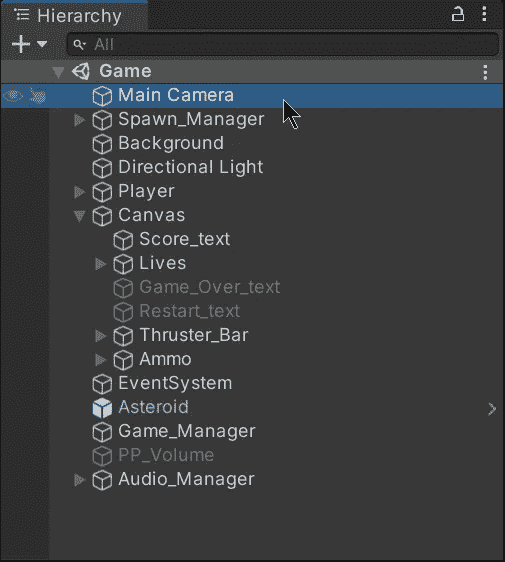 Hierarchy
All
Game
Main Camera
Spawn_Manager
Background
Directional Light
Player
Canvas
Score_text
Lives
Game_Over_text
Restart_text
Thruster_Bar
Ammo
EventSystem
Asteroid
Game_Manager
PP_Volume
Audio_Manager